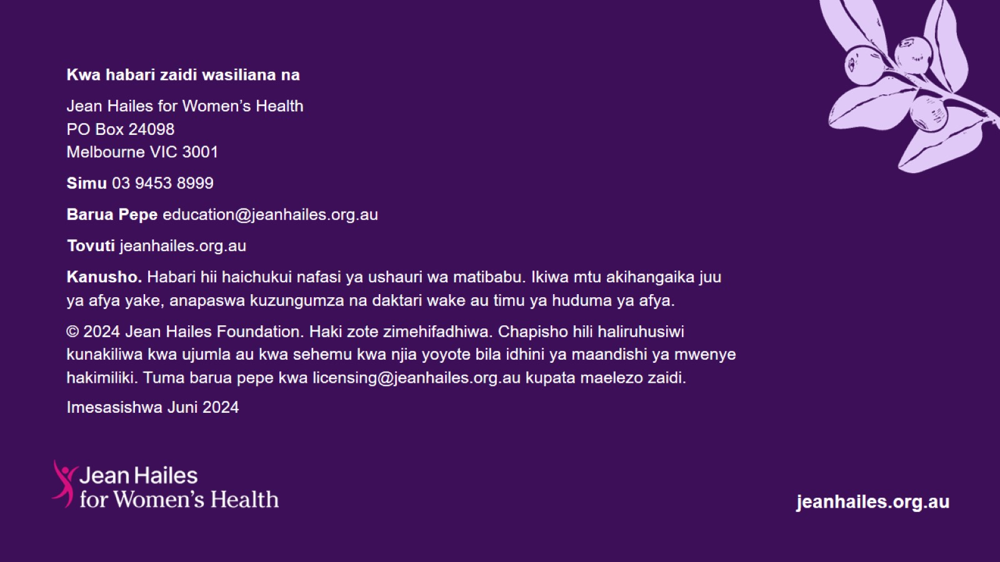 Kwa habari zaidi wasiliana na
Jean Hailes for Women’s Health
PO Box 24098
Melbourne VIC 3001
Simu 03 9453 8999
Barua Pepe education@jeanhailes.org.au
Tovuti jeanhailes.org.au
Kanusho. Habari hii haichukui nafasi ya ushauri wa matibabu. Ikiwa mtu akihangaika juu
ya afya yake, anapaswa kuzungumza na daktari wake au timu ya huduma ya afya.
© 2024 Jean Hailes Foundation. Haki zote zimehifadhiwa. Chapisho hili haliruhusiwi
kunakiliwa kwa ujumla au kwa sehemu kwa njia yoyote bila idhini ya maandishi ya mwenye
hakimiliki. Tuma barua pepe kwa licensing@jeanhailes.org.au kupata maelezo zaidi.
Imesasishwa Juni 2024
Jean Hailes
for Women’s Health
jeanhailes.org.au